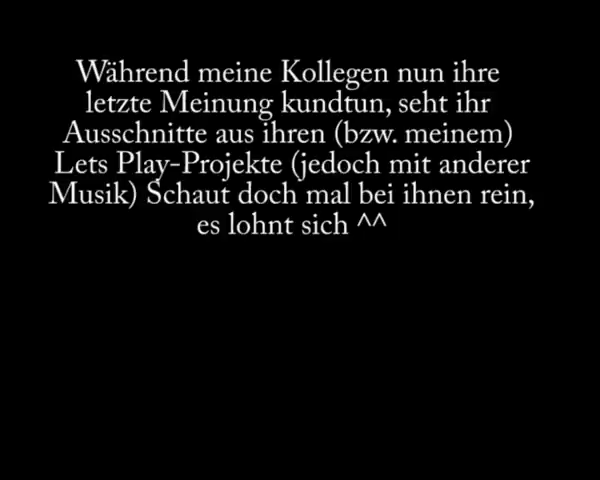 Während meine Kollegen nun ihre
letzte Meinung kundtun, seht ihr
Ausschnitte aus ihren (bzw. meinem)
Lets Play-Projekte (jedoch mit anderer
Musik) Schaut doch mal bei ihnen rein,
es lohnt sich ^^